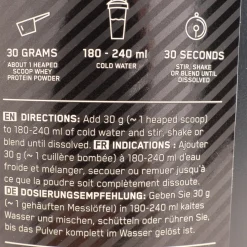 30 GRAMS
ABOUT 1 HEAPED
SCOOP WHEY
PROTEIN POWDER
180 - 240 ml
COLD WATER
30 SECONDS
STIR, SHAKE
OR BLEND
UNTIL
DISSOLVED
EN DIRECTIONS: Add 30 g (~ 1 heaped scoop)
to 180-240 ml of cold water and stir, shake or
blend until dissolved. FR INDICATIONS : Ajouter
30 g (~ 1 cuillère bombée) à 180-240 ml d'eau
froide et mélanger, secouer ou remuer jusqu'à
ce que la poudre soit complètement dissoute.
DE DOSIERUNGSEMPFEHLUNG: Geben Sie 30 g
(~ 1 gehäuften Messlöffel) in 180-240 ml kaltes
Wasser und mischen, schütteln oder rühren Sie,
bis das Pulver komplett im Wasser gelöst ist.